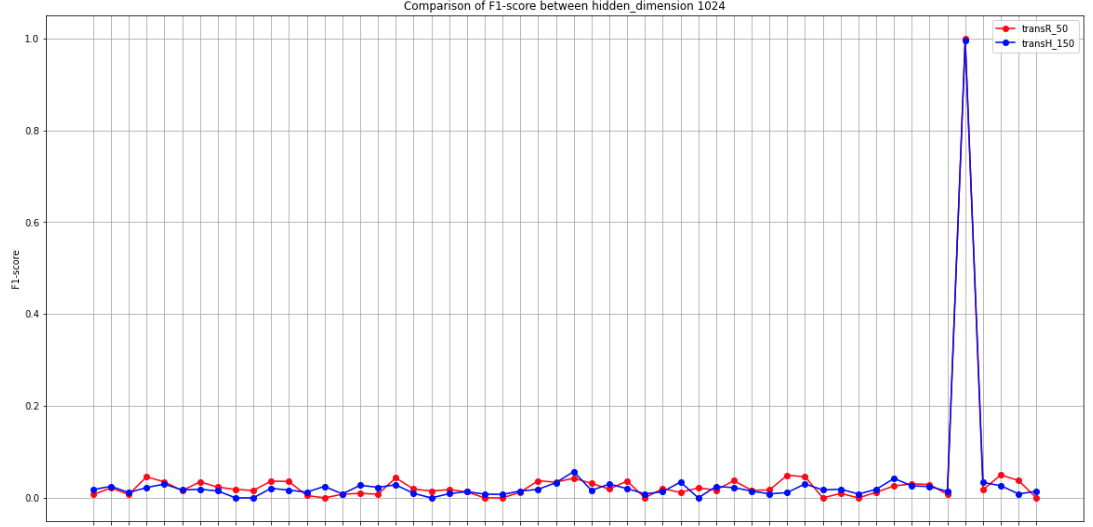 Comparison of F1-score between hidden_dimension 1024
transR_50
transH_150
1.0
0.8
0.6
0.4
0.2
0.0
F1-score